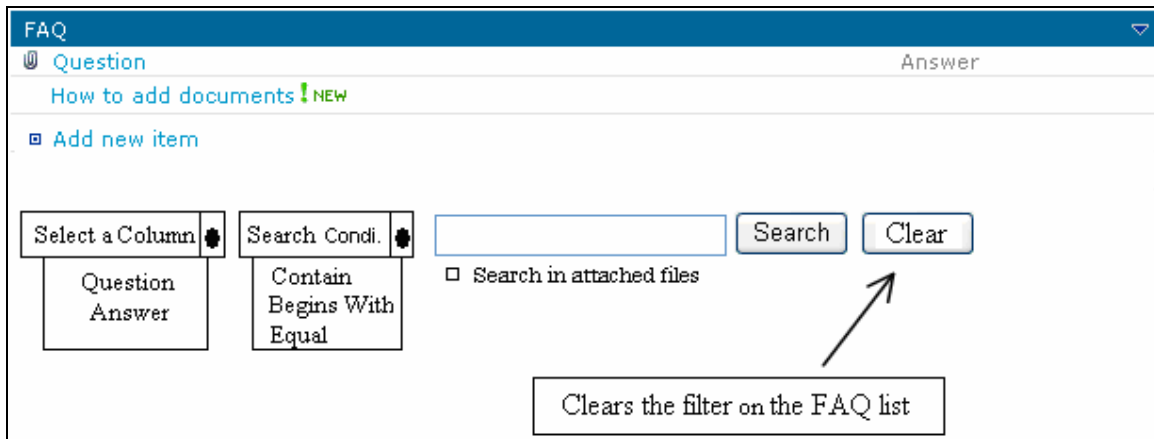 FAQ
Question Answer
How to add documents ! NEW
Add new item
Select a Column Search Condi. Search Clear
Question Contain Search in attached files
Answer Begins With
Equal
Clears the filter on the FAQ list